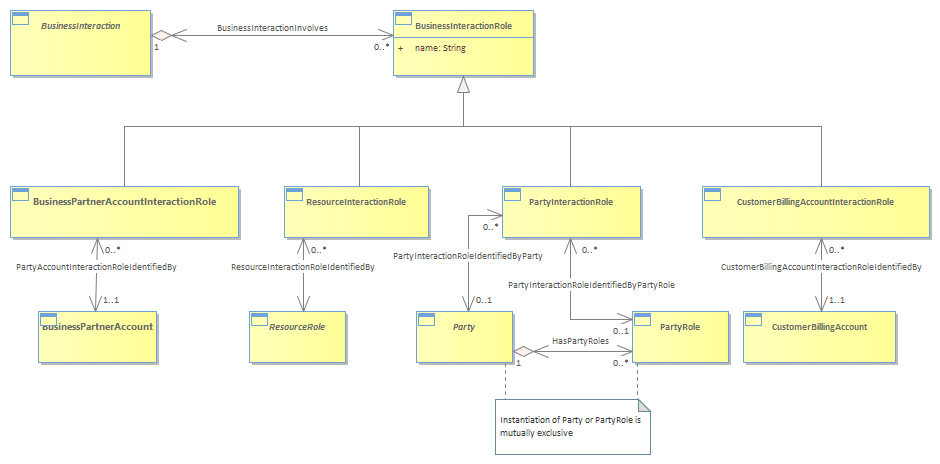 BusinessInteraction
BusinessInteractionInvolves
1
0..*
BusinessInteractionRole
+ name: String
BusinessPartnerAccountInteractionRole
ResourceInteractionRole
PartyInteractionRole
CustomerBillingAccountInteractionRole
0..*
0..*
0..*
0..*
0..*
PartyAccountInteractionRoleIdentifiedBy
ResourceInteractionRoleIdentifiedBy
PartyInteractionRoleIdentifiedByParty
PartyInteractionRoleIdentifiedByPartyRole
CustomerBillingAccountInteractionRoleIdentifiedBy
1..1
0..1
0..1
1..1
BusinessPartnerAccount
ResourceRole
Party
PartyRole
CustomerBillingAccount
HasPartyRoles
1
0..*
Instantiation of Party or PartyRole is
mutually exclusive